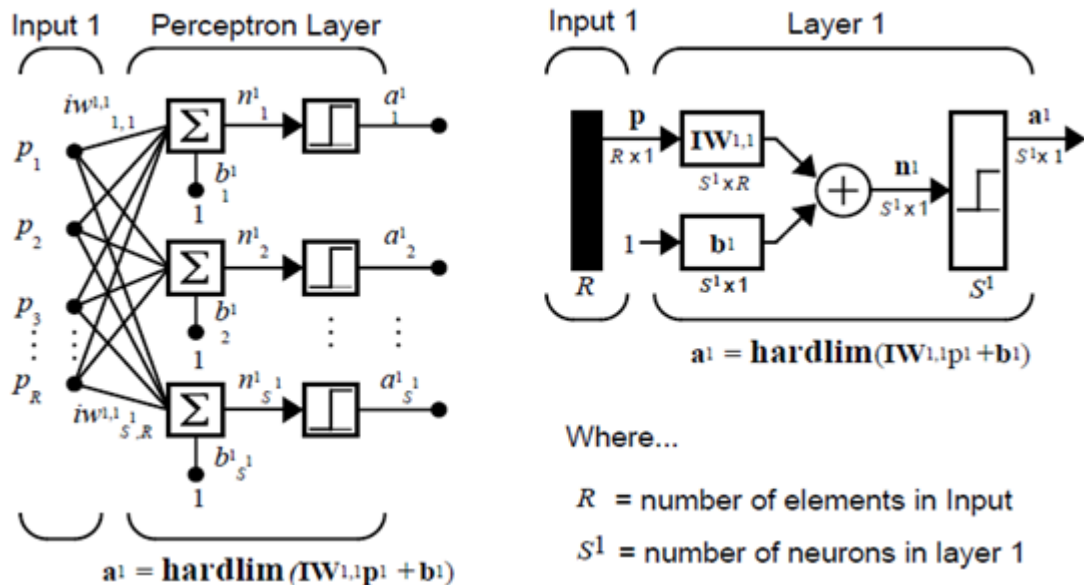 Input 1
Perceptron Layer
iw1,1
1, 1
p1
p2
p3
pR
iw1,1
S1,R
Σ
n1
1
a1
1
b1
1
1
Σ
n1
2
a1
2
b1
2
1
Σ
n1
S1
a1
S1
b1
S1
1
a1 = hardlim(IW1,1p1 + b1)
Input 1
Layer 1
p
R x 1
IW1,1
S1 x R
1
b1
S1 x 1
+
n1
S1 x 1
a1
S1 x 1
R
S1
a1 = hardlim(IW1,1p1 +b1)
Where...
R = number of elements in Input
S1 = number of neurons in layer 1